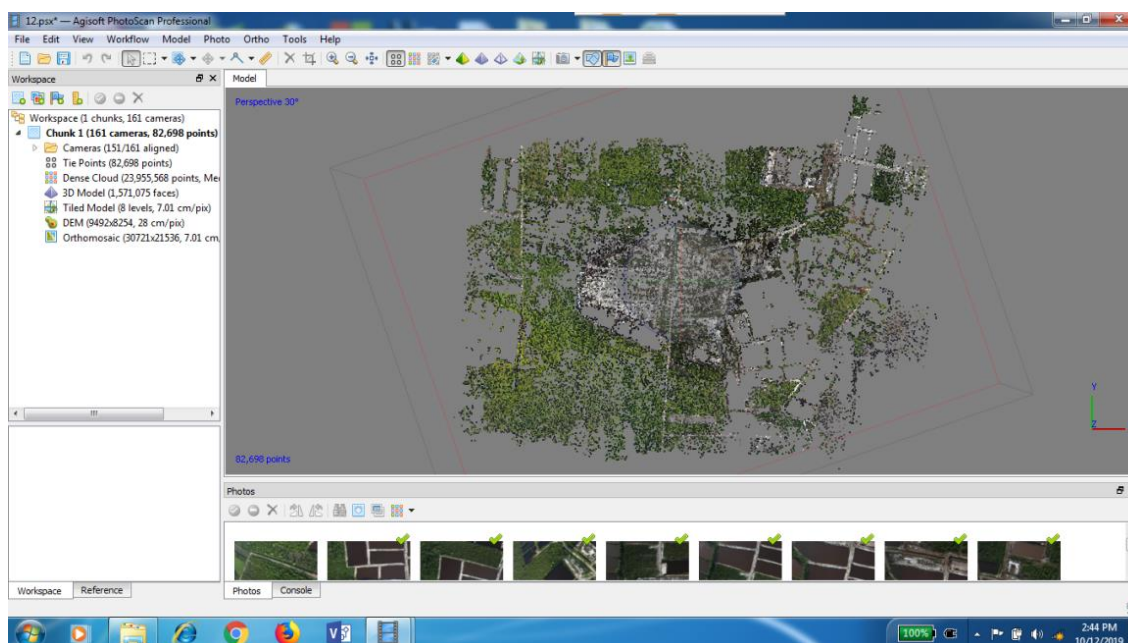 12.psx* — Agisoft PhotoScan Professional
File Edit View Workflow Model Photo Ortho Tools Help
Workspace
Model
Perspective 30°
Workspace (1 chunks, 161 cameras)
Chunk 1 (161 cameras, 82,698 points)
Cameras (151/161 aligned)
Tie Points (82,698 points)
Dense Cloud (23,955,568 points, Me
3D Model (1,571,075 faces)
Tiled Model (8 levels, 7.01 cm/pix)
DEM (9492x8254, 28 cm/pix)
Orthomosaic (30721x21536, 7.01 cm,
Y
Z
82,698 points
Photos
Workspace Reference
Photos Console
100%
2:44 PM
10/12/2019